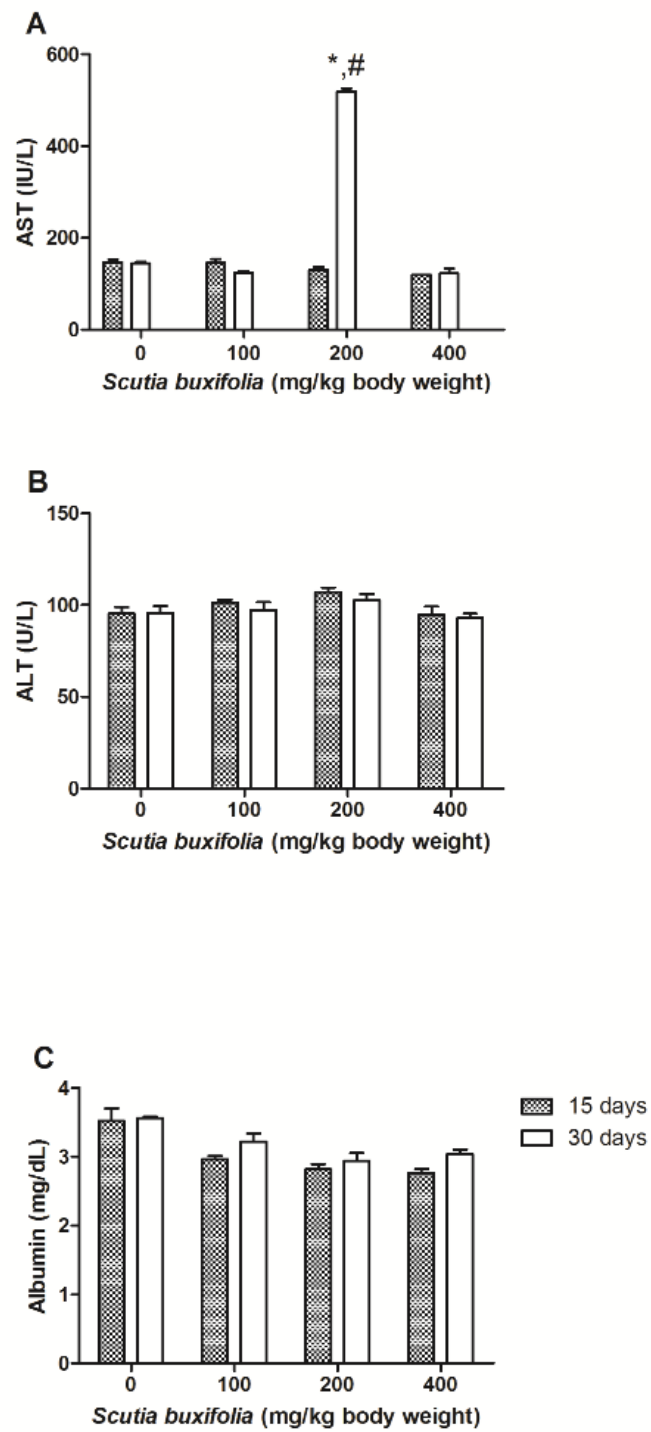 A
600
*,#
400
200
0
AST (IU/L)
0 100 200 400
Scutia buxifolia (mg/kg body weight)
B
150
100
50
0
ALT (U/L)
0 100 200 400
Scutia buxifolia (mg/kg body weight)
C
4
3
2
1
0
Albumin (mg/dL)
15 days
30 days
0 100 200 400
Scutia buxifolia (mg/kg body weight)